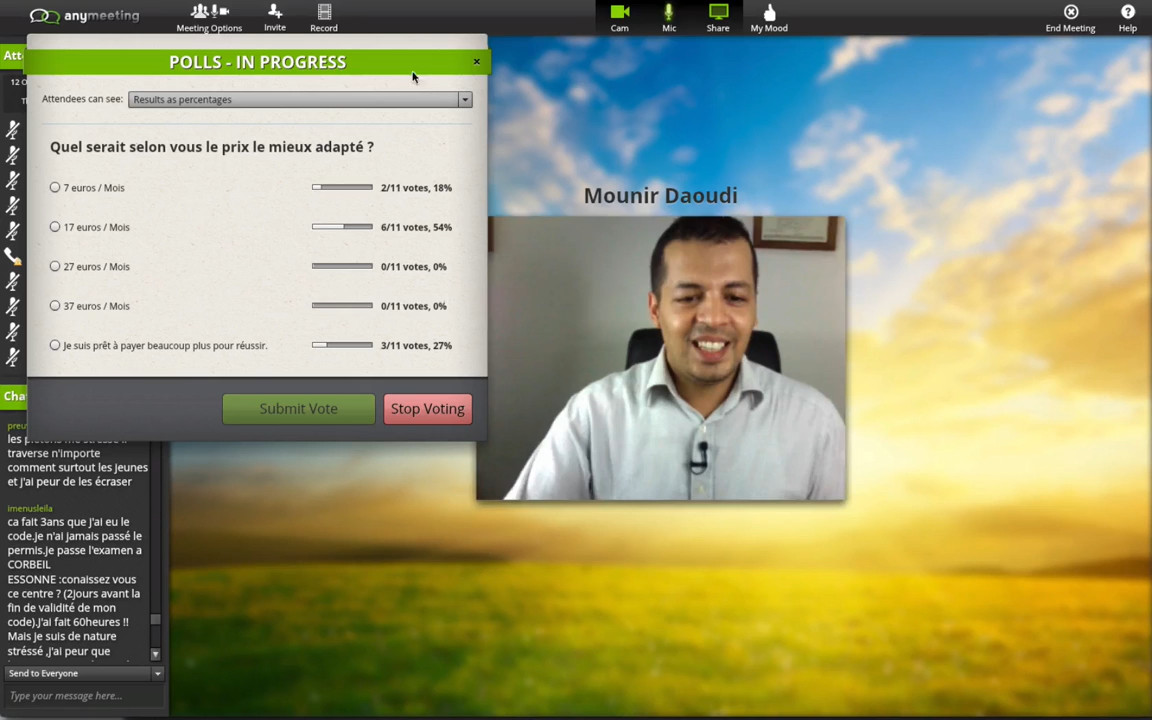 anymeeting
Meeting Options
Invite
Record
Cam
Mic
Share
My Mood
End Meeting
Help
POLLS - IN PROGRESS
Attendees can see:
Results as percentages
Quel serait selon vous le prix le mieux adapté ?
7 euros / Mois 2/11 votes, 18%
17 euros / Mois 6/11 votes, 54%
27 euros / Mois 0/11 votes, 0%
37 euros / Mois 0/11 votes, 0%
Je suis prêt à payer beaucoup plus pour réussir. 3/11 votes, 27%
Submit Vote
Stop Voting
Mounir Daoudi
les
traverse n'importe
comment surtout les jeunes
et j'ai peur de les écraser
imenusleila
ca fait 3ans que J'ai eu le
code.je n'ai jamais passé le
permis.je passe l'examen a
CORBEIL
ESSONNE :conaissez vous
ce centre ? (2jours avant la
fin de validité de mon
code),J'ai fait 60heures !!
Mais je suis de nature
stréssé ,J'ai peur que
Send to Everyone
Type your message here...